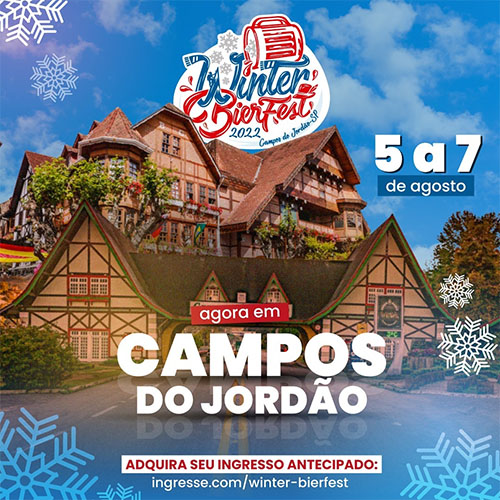 Winter
BierFest
2022
Campos do Jordão-SP
5 a 7
de agosto
agora em
CAMPOS
DO JORDÃO
ADQUIRA SEU INGRESSO ANTECIPADO:
ingresse.com/winter-bierfest